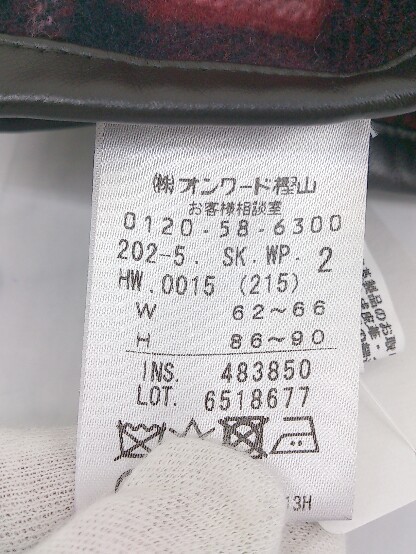 (株)オンワード樫山
お客様相談室
0120-58-6300
202-5. SK.WP. 2
HW.0015 (215)
W 62~66
H 86~90
INS. 483850
LOT. 6518677
13H